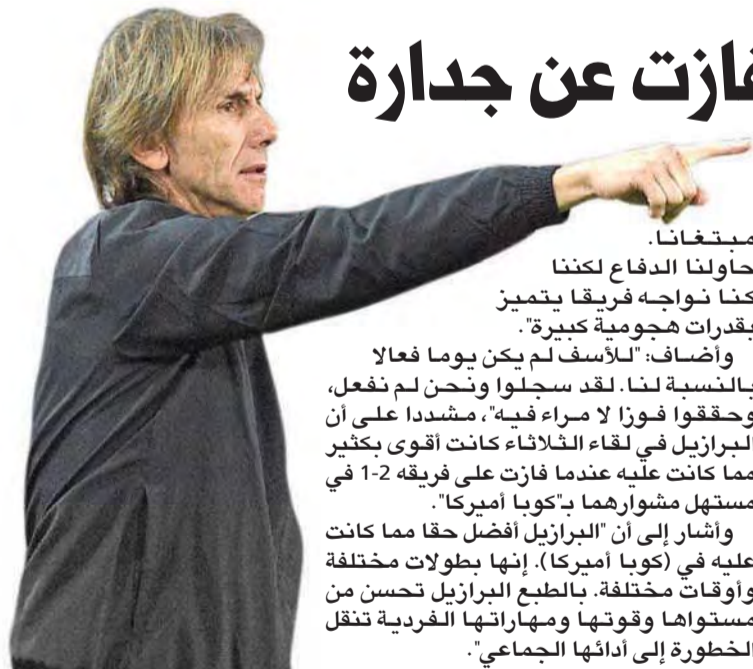 فازت عن جدارة
مبتغانا.
حاولنا الدفاع لكننا
كنا نواجه فريقا يتميز
بقدرات هجومية كبيرة".
وأضاف: "للأسف لم يكن يوما فعالا
بالنسبة لنا. لقد سجلوا ونحن لم نفعل،
وحققوا فوزا لا مراء فيه"، مشددا على أن
البرازيل في لقاء الثلاثاء كانت أقوى بكثير
مما كانت عليه عندما فازت على فريقه 2-1 في
مستهل مشوارهما بـ"كوبا أميركا".
وأشار إلى أن "البرازيل أفضل حقا مما كانت
عليه في (كوبا أميركا). إنها بطولات مختلفة
وأوقات مختلفة. بالطبع البرازيل تحسن من
مستواها وقوتها ومهاراتها الفردية تنقل
الخطورة إلى أدائها الجماعي".